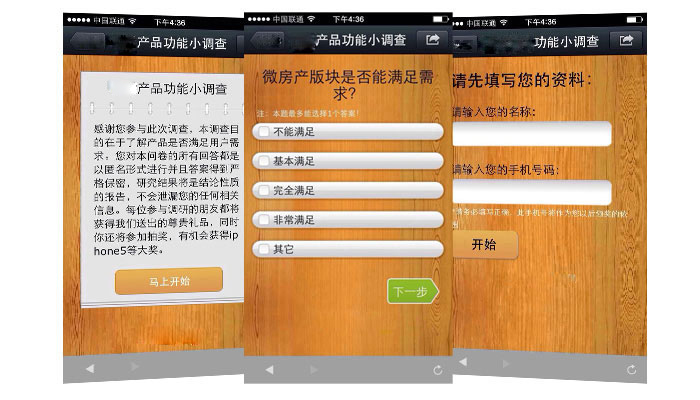 中国联通 下午4:36
产品功能小调查
产品功能小调查
感谢您参与此次调查，本调查目
的在于了解产品是否满足用户需
求。您对本问卷的所有回答都是
以匿名形式进行并且答案得到严
格保密，研究结果将是结论性质
的报告，不会泄漏您的任何相关
信息。每位参与调研的朋友都将
获得我们送出的尊贵礼品，同时
你还将参加抽奖，有机会获得ip
hone5等大奖。
马上开始
中国联通 下午4:36
产品功能小调查
微房产版块是否能满足需
求?
注：本题最多能选择1个答案!
不能满足
基本满足
完全满足
非常满足
其它
下一步
中国联通 下午4:36
功能小调查
请先填写您的资料:
请输入您的名称:
请输入您的手机号码:
开始